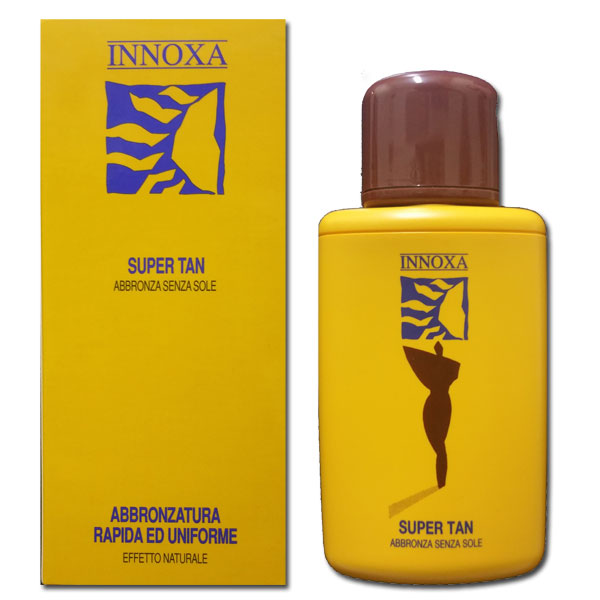 INNOXA
SUPER TAN
ABBRONZA SENZA SOLE
ABBRONZATURA
RAPIDA ED UNIFORME
EFFETTO NATURALE
INNOXA
SUPER TAN
ABBRONZA SENZA SOLE